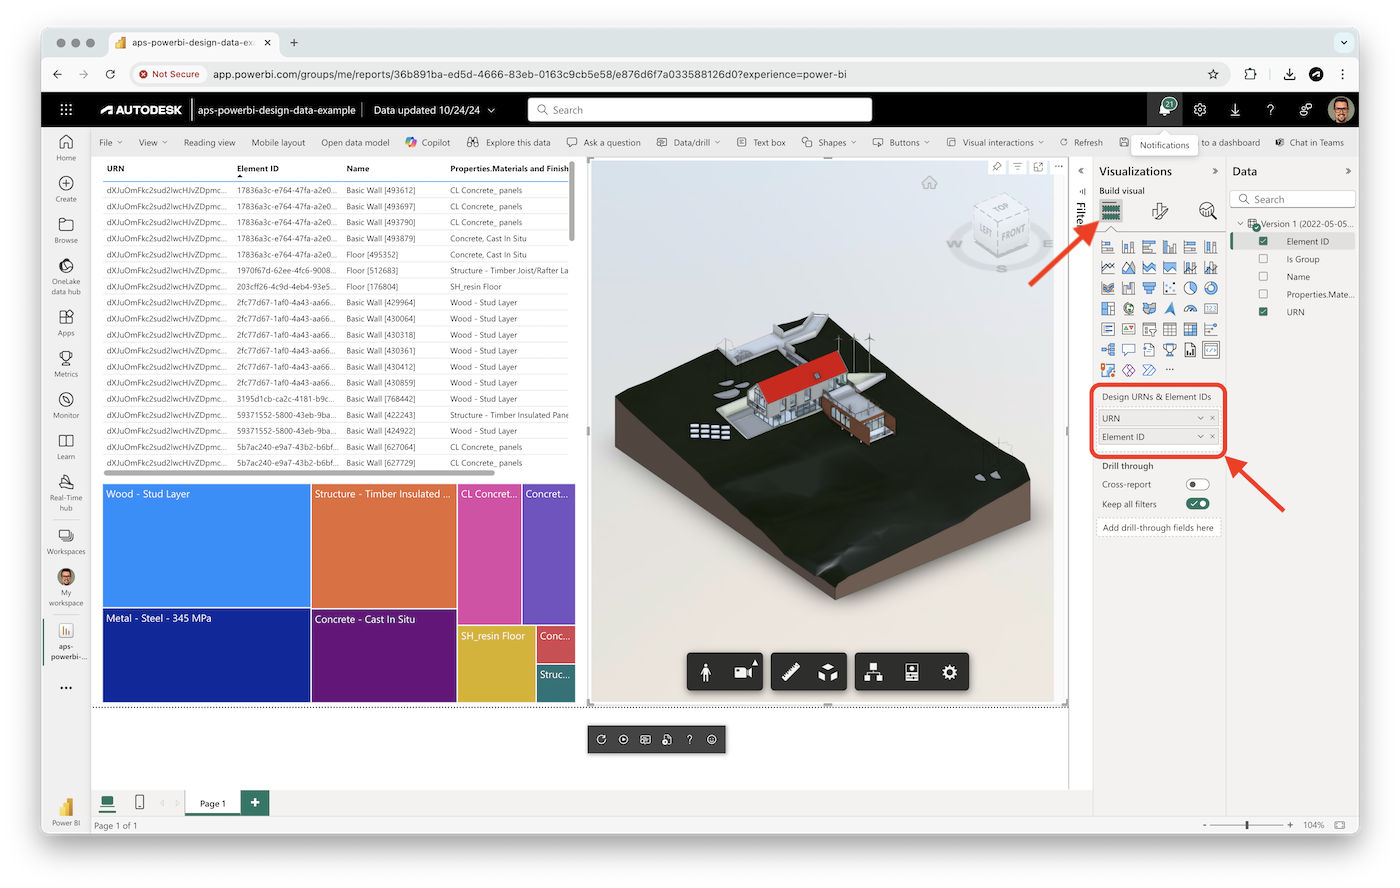 aps-powerbi-design-data-ex
Not Secure
app.powerbi.com/groups/me/reports/36b891ba-ed5d-4666-83eb-0163c9cb5e58/e876d6f7a033588126d0?experience=power-bi
AUTODESK
aps-powerbi-design-data-example
Data updated 10/24/24
Search
21
File
View
Reading view
Mobile layout
Open data model
Copilot
Explore this data
Ask a question
Data/drill
Text box
Shapes
Buttons
Visual interactions
Refresh
Notifications
to a dashboard
Chat in Teams
Home
Create
Browse
OneLake
data hub
Apps
Metrics
Monitor
Learn
Real-Time
hub
Workspaces
My
workspace
aps-
powerbi-...
Power BI
URN Element ID Name Properties.Materials and Finish
dXJuOmFkc2sud2lwcHJvZDpmc... 17836a3c-e764-47fa-a2e0... Basic Wall [493612] CL Concrete_ panels
dXJuOmFkc2sud2lwcHJvZDpmc... 17836a3c-e764-47fa-a2e0... Basic Wall [493697] CL Concrete_ panels
dXJuOmFkc2sud2lwcHJvZDpmc... 17836a3c-e764-47fa-a2e0... Basic Wall [493790] CL Concrete_ panels
dXJuOmFkc2sud2lwcHJvZDpmc... 17836a3c-e764-47fa-a2e0... Basic Wall [493879] Concrete, Cast In Situ
dXJuOmFkc2sud2lwcHJvZDpmc... 17836a3c-e764-47fa-a2e0... Floor [495352] Concrete, Cast In Situ
dXJuOmFkc2sud2lwcHJvZDpmc... 1970f67d-62ee-4fc6-9008... Floor [512683] Structure - Timber Joist/Rafter La
dXJuOmFkc2sud2lwcHJvZDpmc... 203cff26-4c9d-4eb4-93e5... Floor [176804] SH_resin Floor
dXJuOmFkc2sud2lwcHJvZDpmc... 2fc77d67-1af0-4a43-aa66... Basic Wall [429964] Wood - Stud Layer
dXJuOmFkc2sud2lwcHJvZDpmc... 2fc77d67-1af0-4a43-aa66... Basic Wall [430064] Wood - Stud Layer
dXJuOmFkc2sud2lwcHJvZDpmc... 2fc77d67-1af0-4a43-aa66... Basic Wall [430318] Wood - Stud Layer
dXJuOmFkc2sud2lwcHJvZDpmc... 2fc77d67-1af0-4a43-aa66... Basic Wall [430361] Wood - Stud Layer
dXJuOmFkc2sud2lwcHJvZDpmc... 2fc77d67-1af0-4a43-aa66... Basic Wall [430412] Wood - Stud Layer
dXJuOmFkc2sud2lwcHJvZDpmc... 2fc77d67-1af0-4a43-aa66... Basic Wall [430859] Wood - Stud Layer
dXJuOmFkc2sud2lwcHJvZDpmc... 3195d1cb-ca2c-4181-b9c... Basic Wall [768442] Wood - Stud Layer
dXJuOmFkc2sud2lwcHJvZDpmc... 59371552-5800-43eb-9ba... Basic Wall [422243] Structure - Timber Insulated Pane
dXJuOmFkc2sud2lwcHJvZDpmc... 59371552-5800-43eb-9ba... Basic Wall [424922] Wood - Stud Layer
dXJuOmFkc2sud2lwcHJvZDpmc... 5b7ac240-e9a7-43b2-b6bf... Basic Wall [627064] CL Concrete_ panels
dXJuOmFkc2sud2lwcHJvZDpmc... 5b7ac240-e9a7-43b2-b6bf... Basic Wall [627729] CL Concrete_ panels
Wood - Stud Layer
Structure - Timber Insulated ...
CL Concret...
Concret...
Metal - Steel - 345 MPa
Concrete - Cast In Situ
SH_resin Floor
Conc...
Struc...
TOP
LEFT
FRONT
W
S
E
Filte
Visualizations
Build visual
123
Design URNs & Element IDs
URN
Element ID
Drill through
Cross-report
Keep all filters
Add drill-through fields here
Data
Search
Version 1 (2022-05-05...
Element ID
Is Group
Name
Properties.Mate...
URN
Page 1
Page 1 of 1
- + 104%